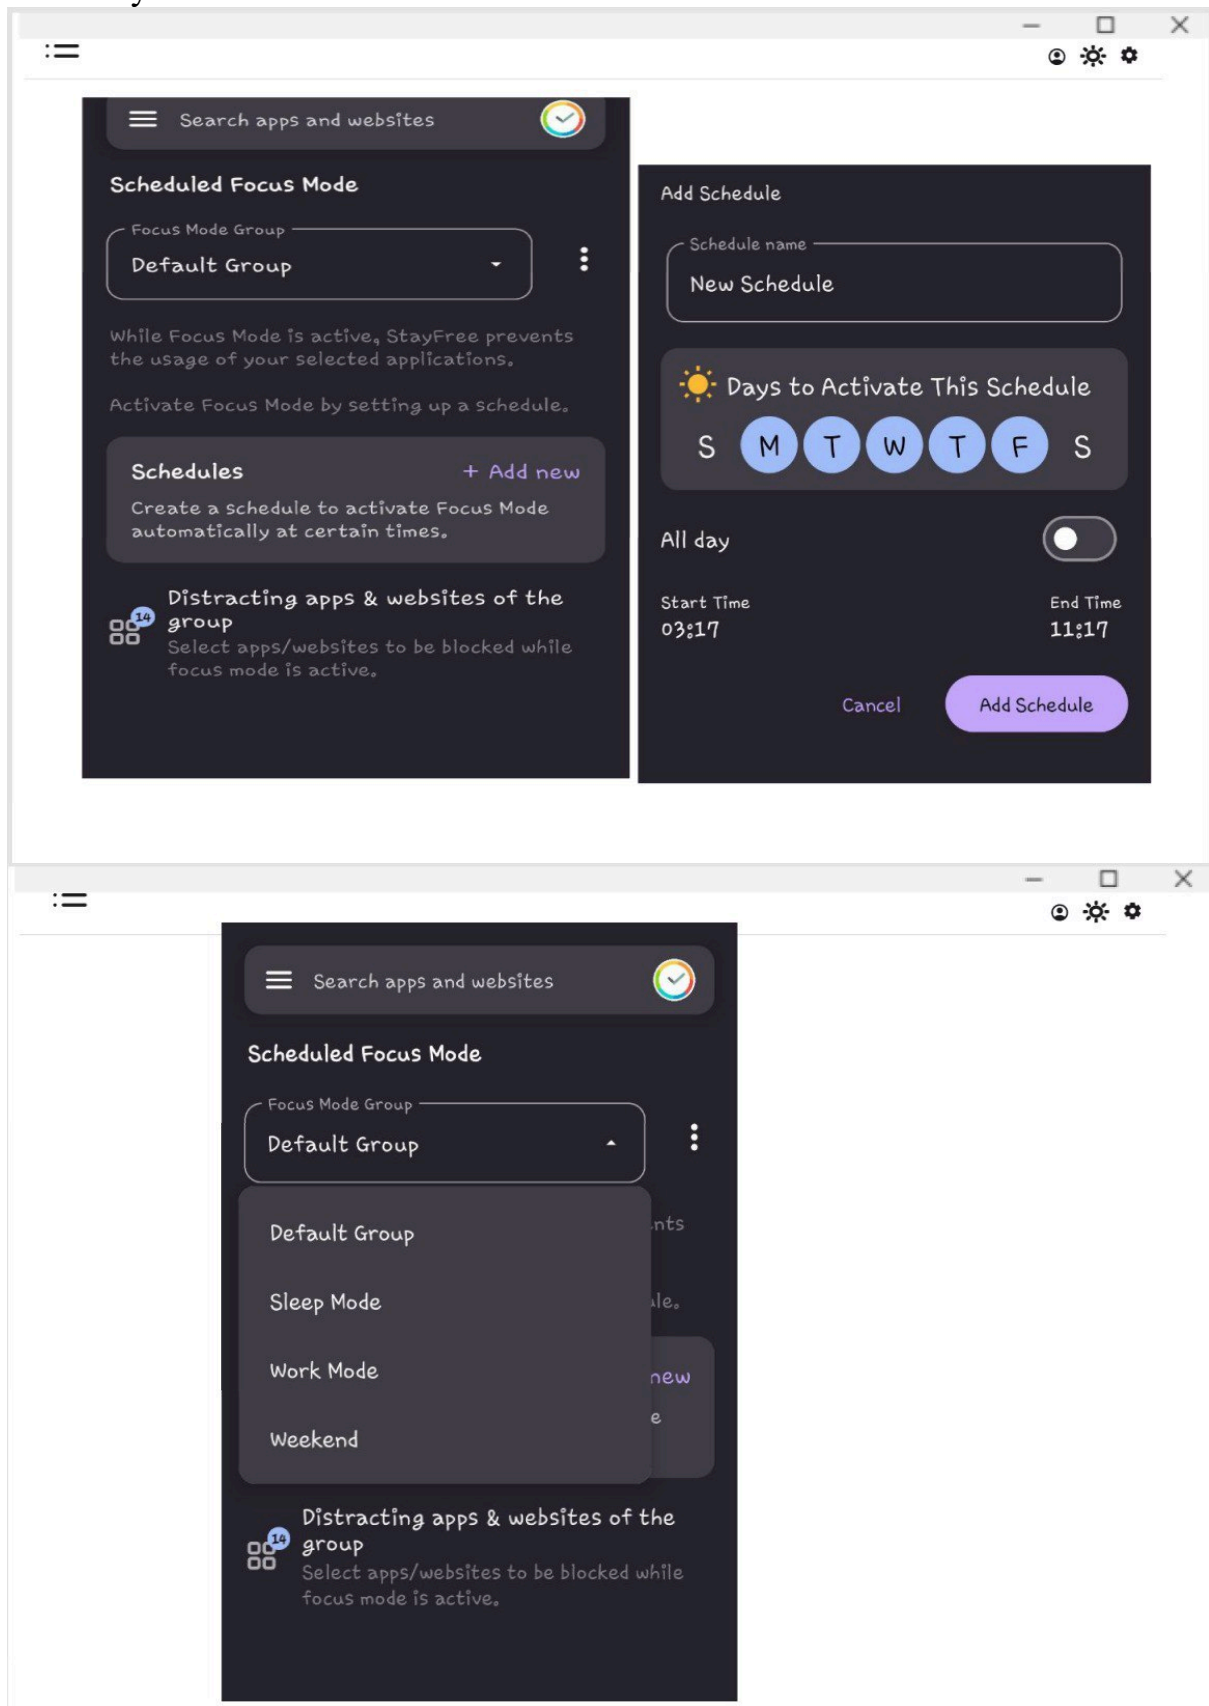 Search apps and websites
Scheduled Focus Mode
Focus Mode Group
Default Group
While Focus Mode is active, StayFree prevents
the usage of your selected applications.
Activate Focus Mode by setting up a schedule.
Schedules
+ Add new
Create a schedule to activate Focus Mode
automatically at certain times.
Distracting apps & websites of the
14
group
Select apps/websites to be blocked while
focus mode is active.
Add Schedule
Schedule name
New Schedule
Days to Activate This Schedule
S M T W T F S
All day
Start Time
End Time
03:17
11:17
Cancel
Add Schedule
Search apps and websites
Scheduled Focus Mode
Focus Mode Group
Default Group
Default Group
nts
Sleep Mode
ule.
Work Mode
new
e
Weekend
Distracting apps & websites of the
14
group
Select apps/websites to be blocked while
focus mode is active.